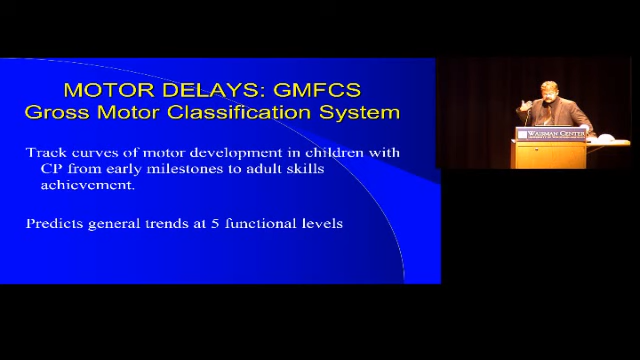 MOTOR DELAYS: GMFCS
Gross Motor Classification System
Track curves of motor development in children with
CP from early milestones to adult skills
achievement.
Predicts general trends at 5 functional levels
WAISMAN CENTER